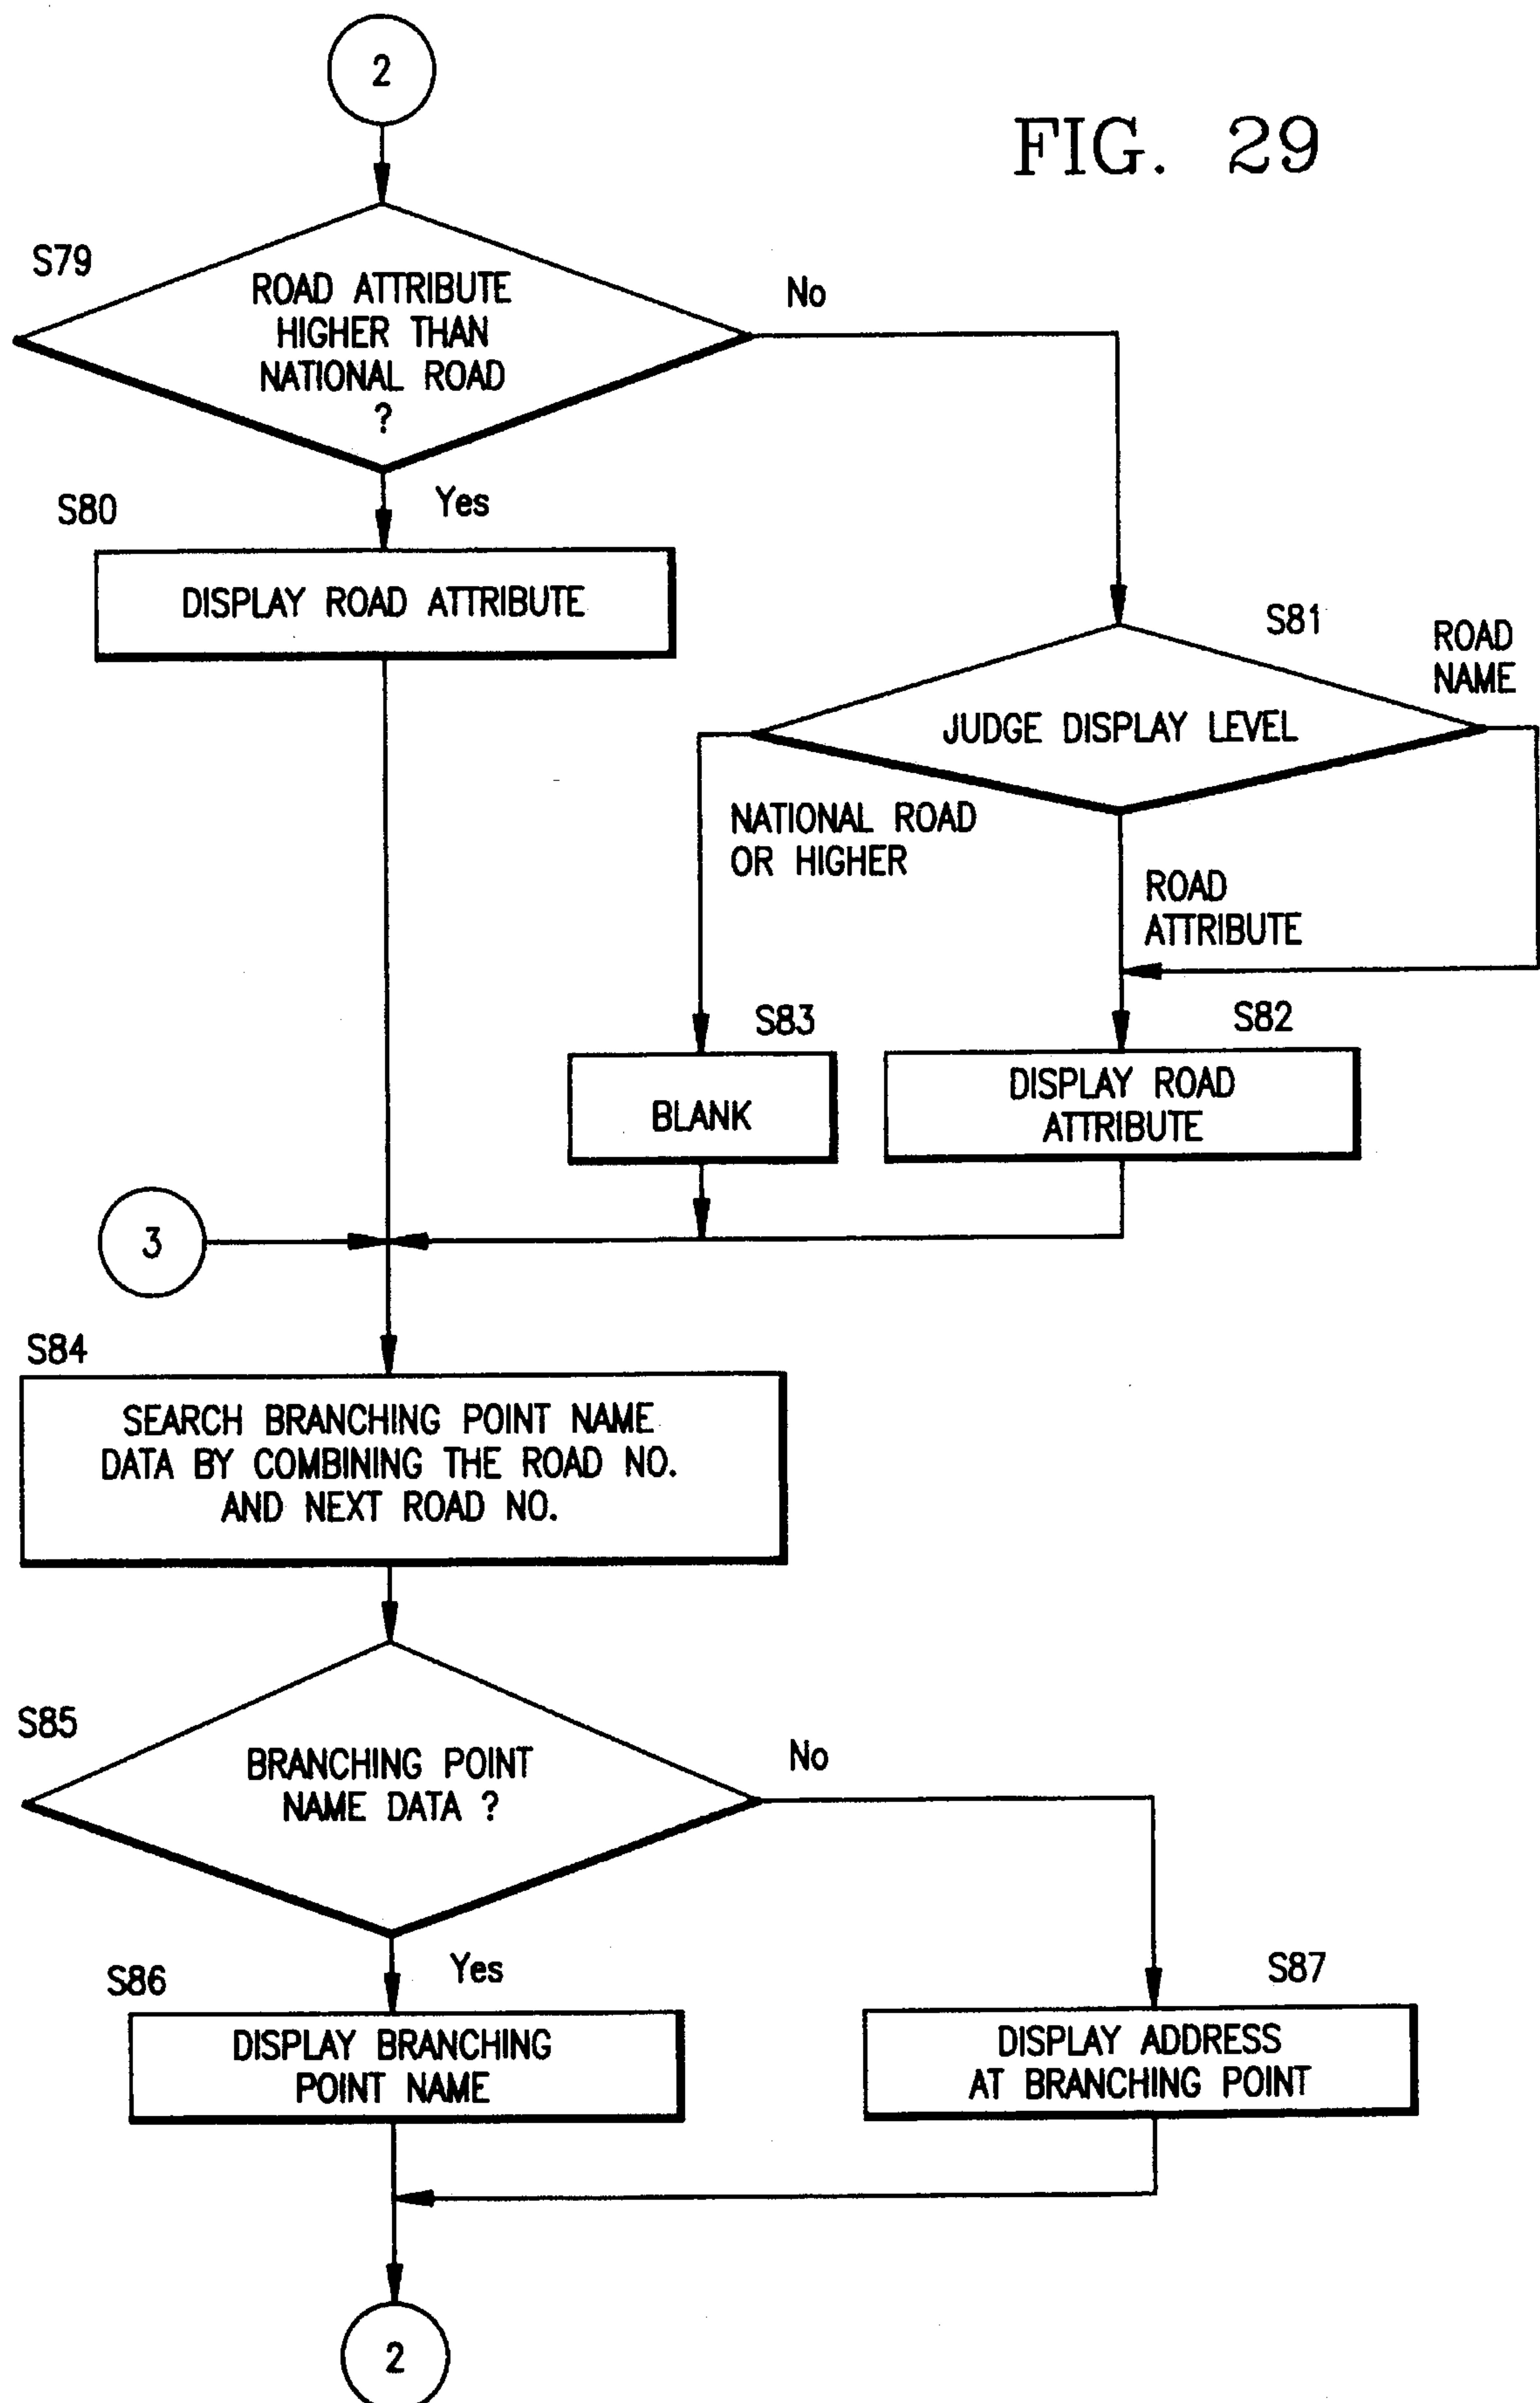 2
FIG. 29
S79
ROAD ATTRIBUTE
HIGHER THAN
NATIONAL ROAD
?
No
S80
Yes
DISPLAY ROAD ATTRIBUTE
S81
ROAD
NAME
JUDGE DISPLAY LEVEL
NATIONAL ROAD
OR HIGHER
ROAD
ATTRIBUTE
S83
S82
BLANK
DISPLAY ROAD
ATTRIBUTE
3
S84
SEARCH BRANCHING POINT NAME
DATA BY COMBINING THE ROAD NO.
AND NEXT ROAD NO.
S85
BRANCHING POINT
NAME DATA ?
No
S86
Yes
S87
DISPLAY BRANCHING
POINT NAME
DISPLAY ADDRESS
AT BRANCHING POINT
2